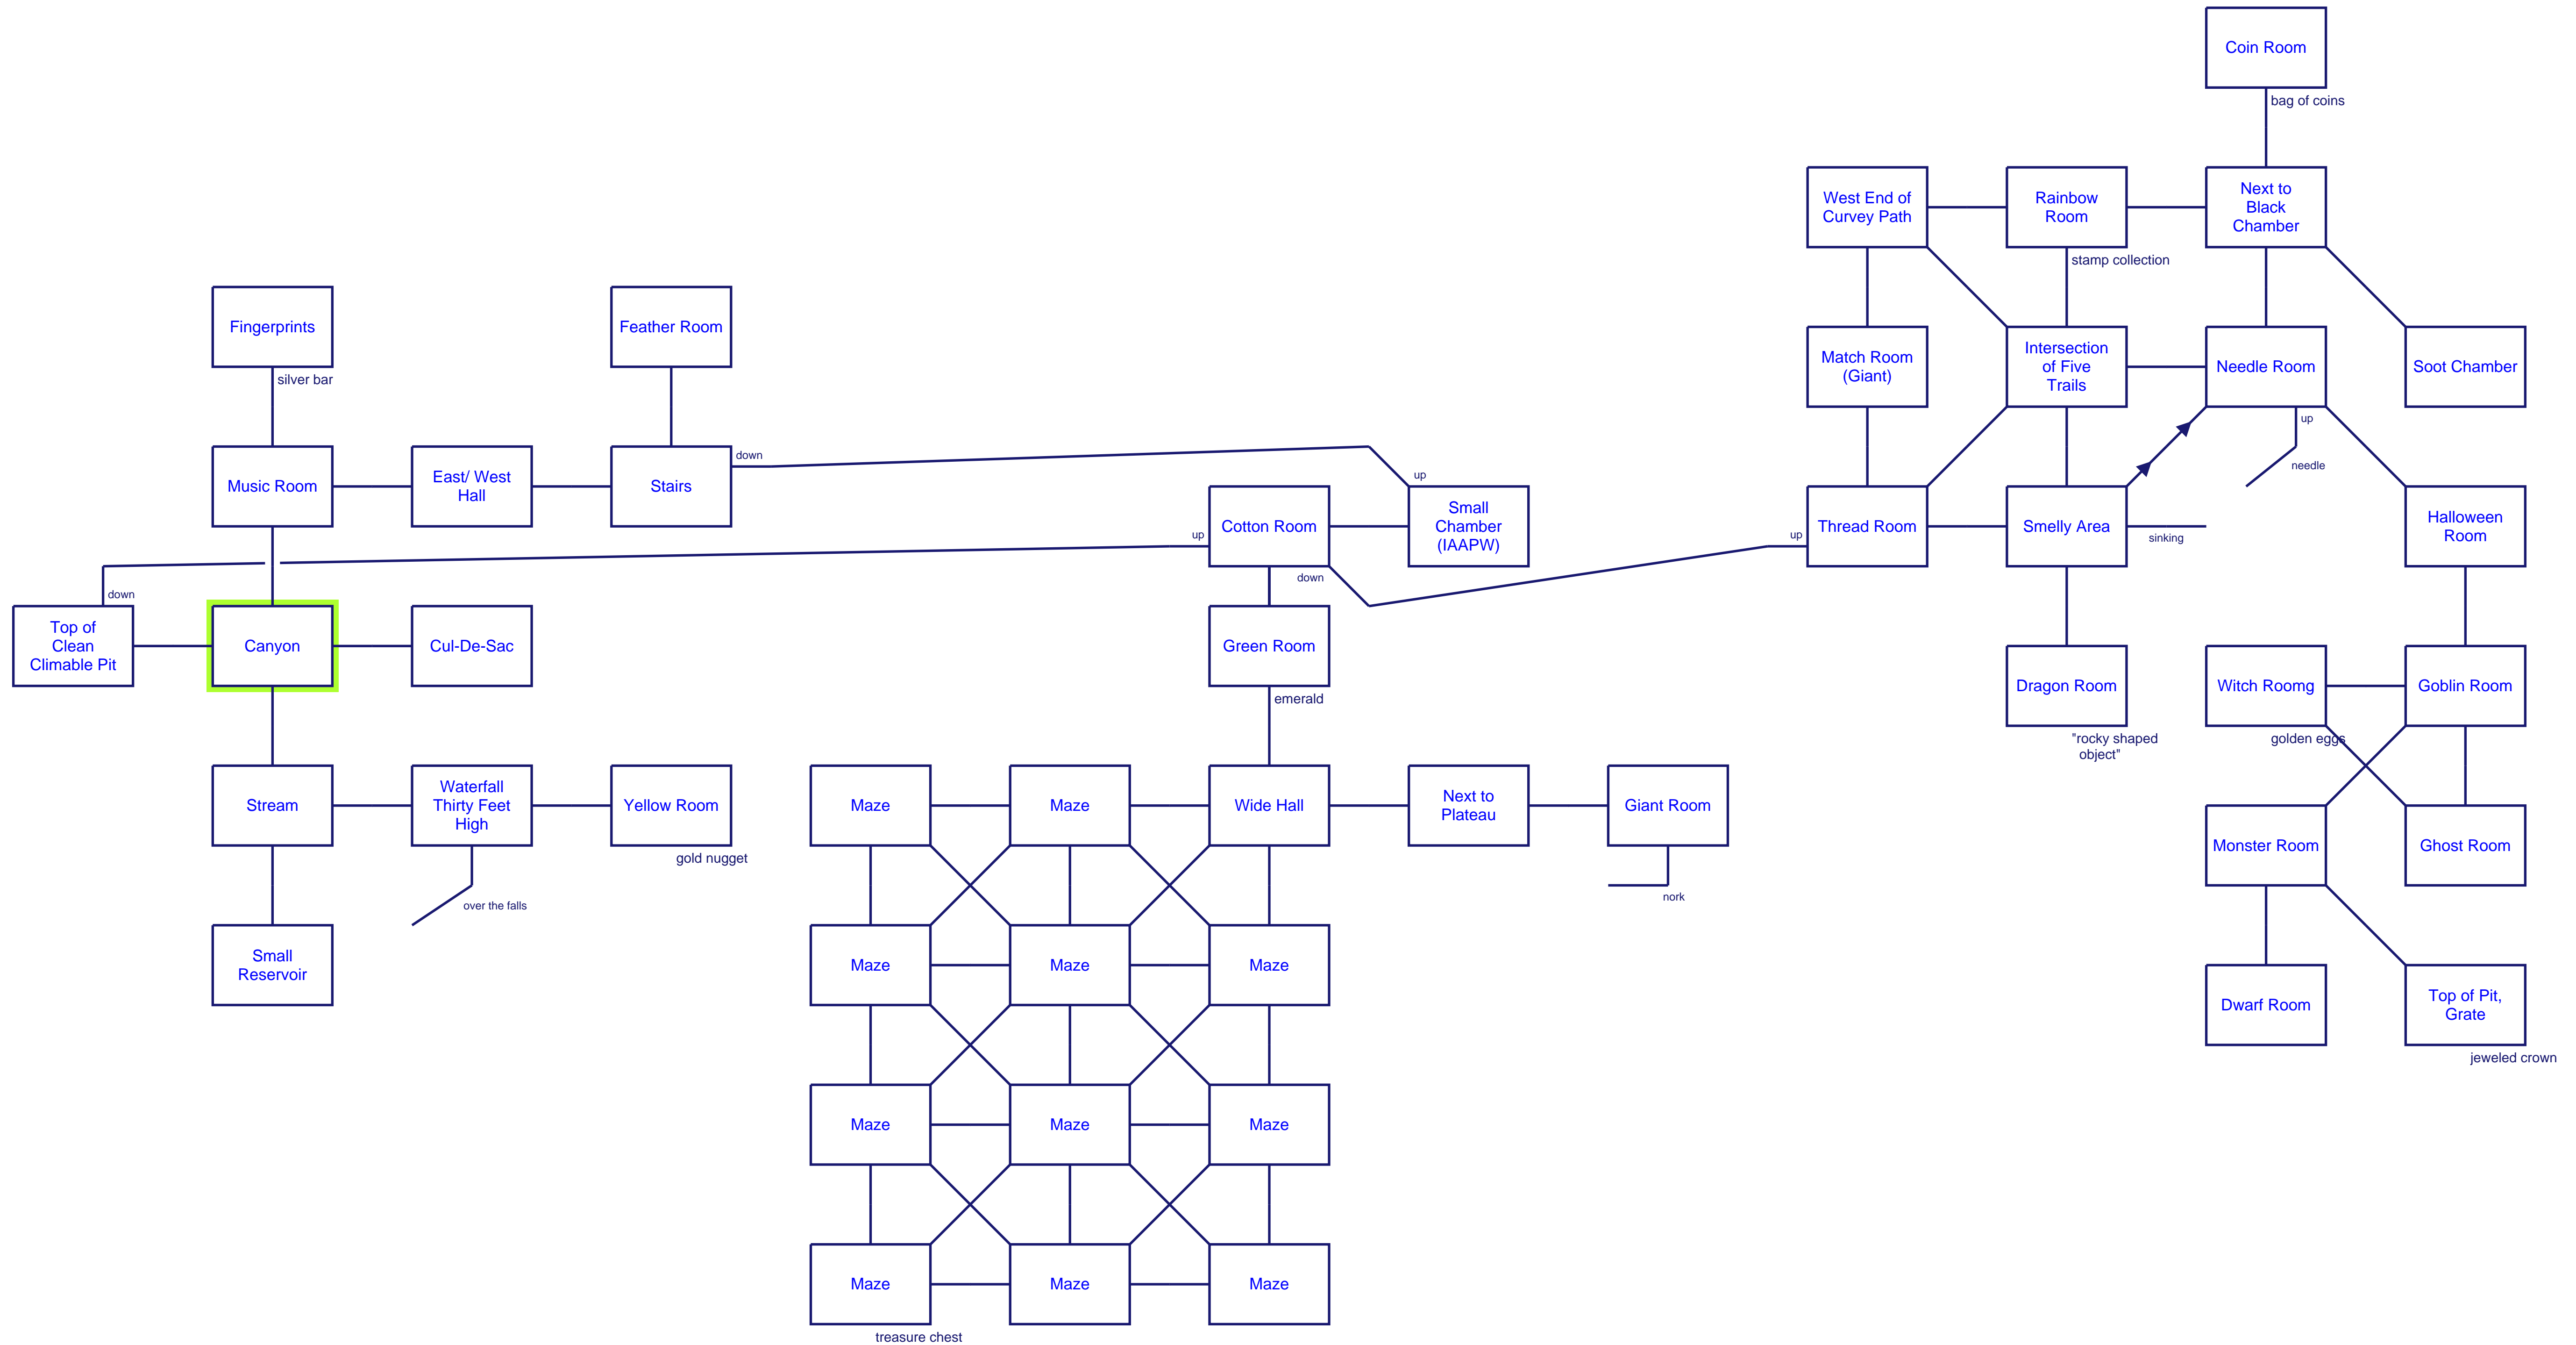 Coin Room
bag of coins
West End of
Curvey Path
Rainbow
Room
Next to
Black
Chamber
stamp collection
Fingerprints
silver bar
Feather Room
Match Room
(Giant)
Intersection
of Five
Trails
Needle Room
Soot Chamber
up
needle
Music Room
East/ West
Hall
Stairs
down
up
Cotton Room
up
down
Small
Chamber
(IAAPW)
up
Thread Room
Smelly Area
sinking
Halloween
Room
down
Top of
Clean
Climable Pit
Canyon
Cul-De-Sac
Green Room
emerald
Dragon Room
"rocky shaped
object"
Witch Roomg
golden eggs
Goblin Room
Stream
Waterfall
Thirty Feet
High
over the falls
Yellow Room
gold nugget
Maze
Maze
Wide Hall
Next to
Plateau
Giant Room
nork
Monster Room
Ghost Room
Small
Reservoir
Maze
Maze
Maze
Dwarf Room
Top of Pit,
Grate
jeweled crown
Maze
Maze
Maze
Maze
Maze
Maze
treasure chest